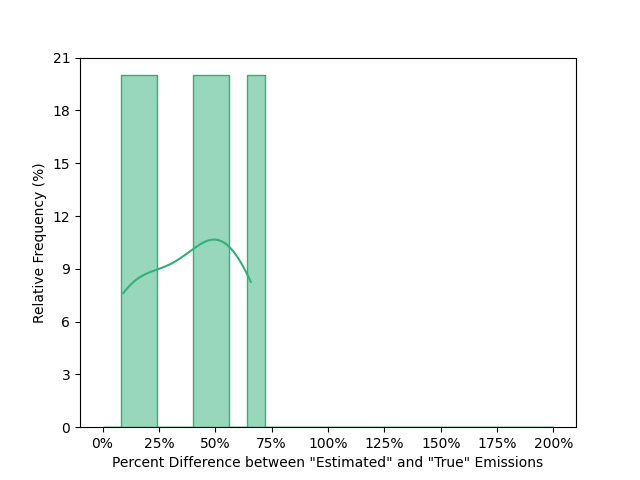 21
18
15
12
9
6
3
0
Relative Frequency (%)
0% 25% 50% 75% 100% 125% 150% 175% 200%
Percent Difference between "Estimated" and "True" Emissions